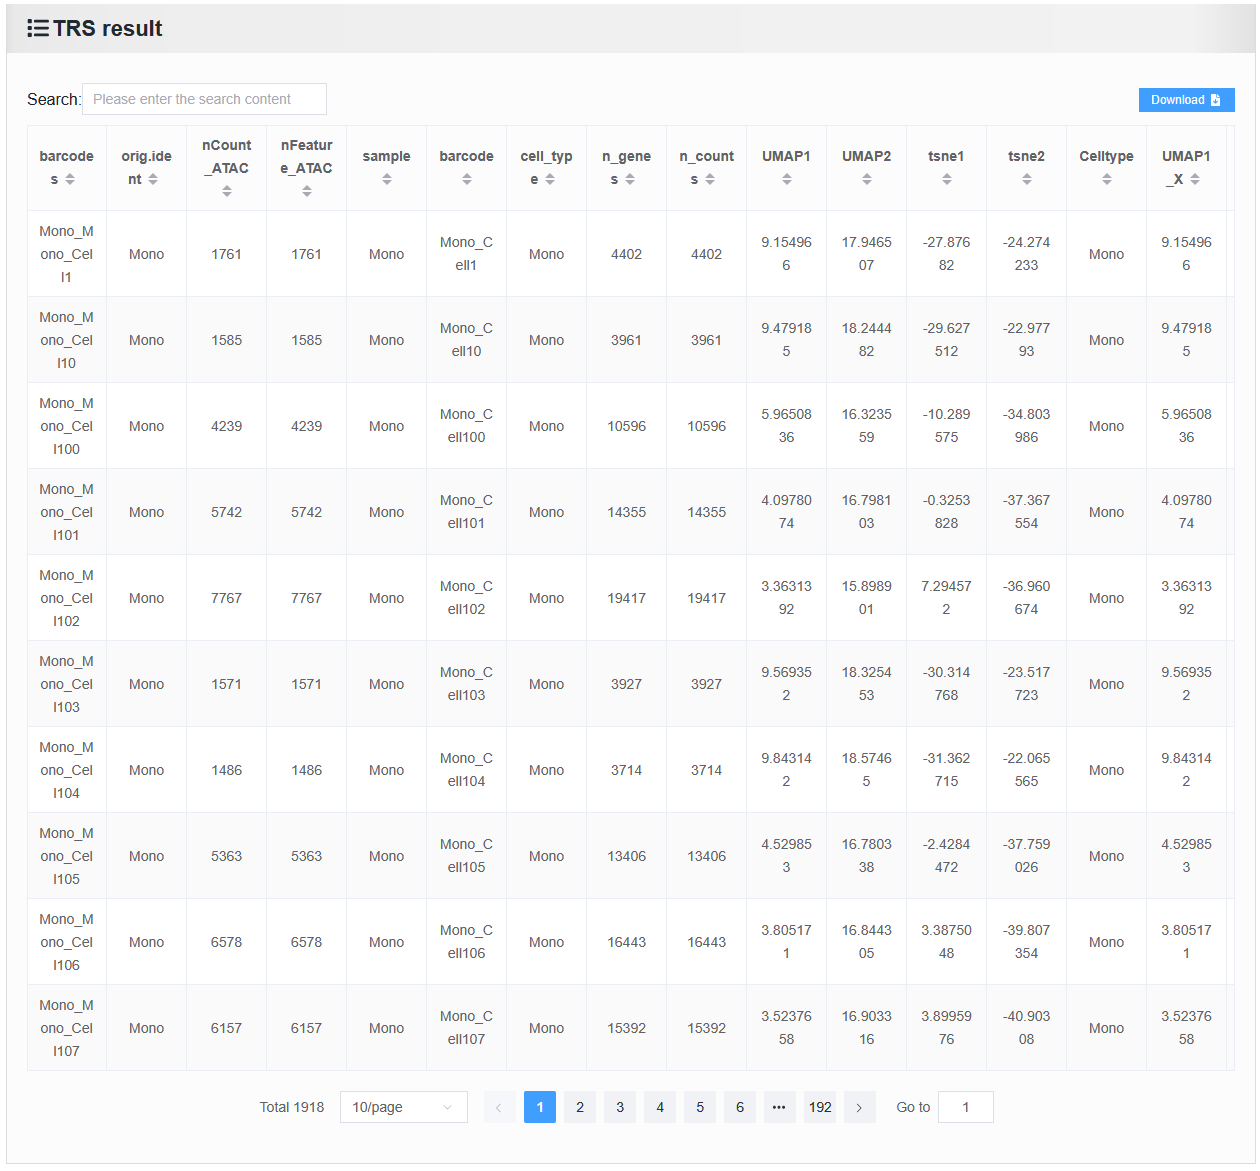 TRS result
Search: Please enter the search content Download
barcodes orig.ident nCount_ATAC nFeature_ATAC sample barcode cell_type n_genes n_counts UMAP1 UMAP2 tsne1 tsne2 Celltype UMAP1_X
Mono_Mono_Cell1 Mono 1761 1761 Mono Mono_Cell1 Mono 4402 4402 9.154966 17.946507 -27.87682 -24.274233 Mono 9.154966
Mono_Mono_Cell10 Mono 1585 1585 Mono Mono_Cell10 Mono 3961 3961 9.479185 18.244482 -29.627512 -22.97793 Mono 9.479185
Mono_Mono_Cell100 Mono 4239 4239 Mono Mono_Cell100 Mono 10596 10596 5.9650836 16.323559 -10.289575 -34.803986 Mono 5.9650836
Mono_Mono_Cell101 Mono 5742 5742 Mono Mono_Cell101 Mono 14355 14355 4.0978074 16.798103 -0.3253828 -37.367554 Mono 4.0978074
Mono_Mono_Cell102 Mono 7767 7767 Mono Mono_Cell102 Mono 19417 19417 3.3631392 15.898901 7.294572 -36.960674 Mono 3.3631392
Mono_Mono_Cell103 Mono 1571 1571 Mono Mono_Cell103 Mono 3927 3927 9.569352 18.325453 -30.314768 -23.517723 Mono 9.569352
Mono_Mono_Cell104 Mono 1486 1486 Mono Mono_Cell104 Mono 3714 3714 9.843142 18.57465 -31.362715 -22.065565 Mono 9.843142
Mono_Mono_Cell105 Mono 5363 5363 Mono Mono_Cell105 Mono 13406 13406 4.529853 16.780338 -2.4284472 -37.759026 Mono 4.529853
Mono_Mono_Cell106 Mono 6578 6578 Mono Mono_Cell106 Mono 16443 16443 3.805171 16.844305 3.3875048 -39.807354 Mono 3.805171
Mono_Mono_Cell107 Mono 6157 6157 Mono Mono_Cell107 Mono 15392 15392 3.5237658 16.903316 3.8995976 -40.90308 Mono 3.5237658
Total 1918 10/page 1 2 3 4 5 6 ••• 192 Go to 1